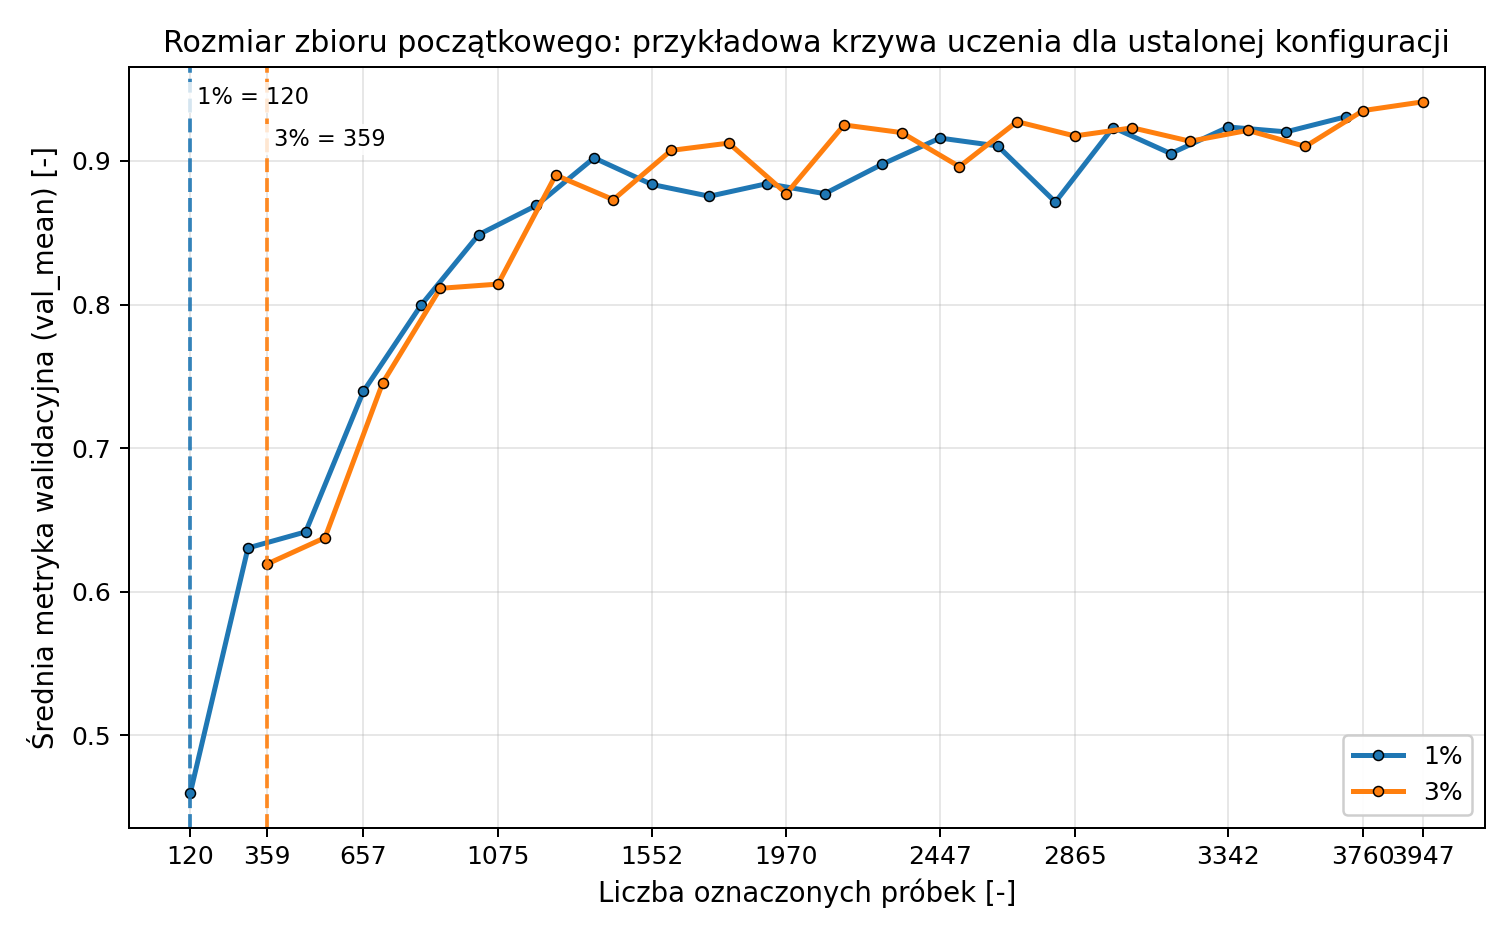 Rozmiar zbioru początkowego: przykładowa krzywa uczenia dla ustalonej konfiguracji
1% = 120
3% = 359
Średnia metryka walidacyjna (val_mean) [-]
0.9
0.8
0.7
0.6
0.5
1%
3%
120 359 657 1075 1552 1970 2447 2865 3342 3760 3947
Liczba oznaczonych próbek [-]